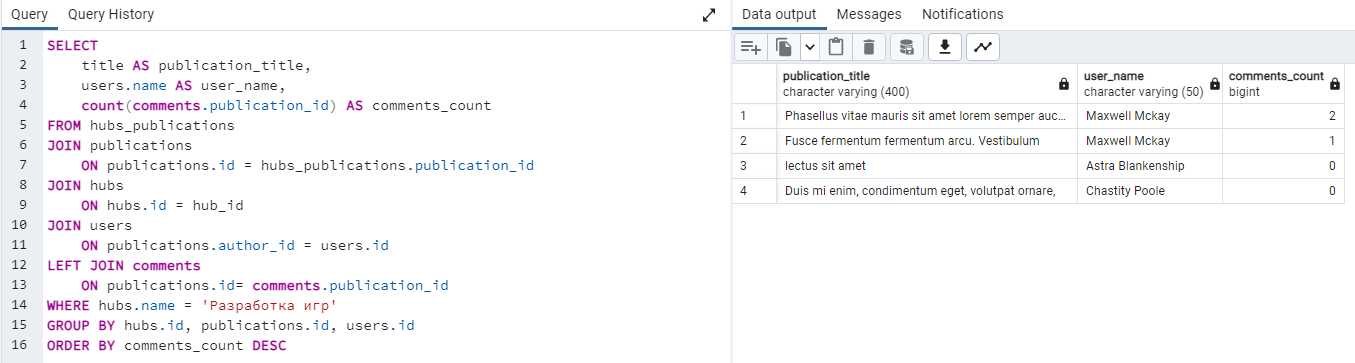 Query Query History
Data output Messages Notifications
1 SELECT
2 title AS publication_title,
3 users.name AS user_name,
4 count(comments.publication_id) AS comments_count
5 FROM hubs_publications
6 JOIN publications
7 ON publications.id = hubs_publications.publication_id
8 JOIN hubs
9 ON hubs.id = hub_id
10 JOIN users
11 ON publications.author_id = users.id
12 LEFT JOIN comments
13 ON publications.id= comments.publication_id
14 WHERE hubs.name = 'Разработка игр'
15 GROUP BY hubs.id, publications.id, users.id
16 ORDER BY comments_count DESC
publication_title user_name comments_count
character varying (400) character varying (50) bigint
1 Phasellus vitae mauris sit amet lorem semper auc... Maxwell Mckay 2
2 Fusce fermentum fermentum arcu. Vestibulum Maxwell Mckay 1
3 lectus sit amet Astra Blankenship 0
4 Duis mi enim, condimentum eget, volutpat ornare, Chastity Poole 0